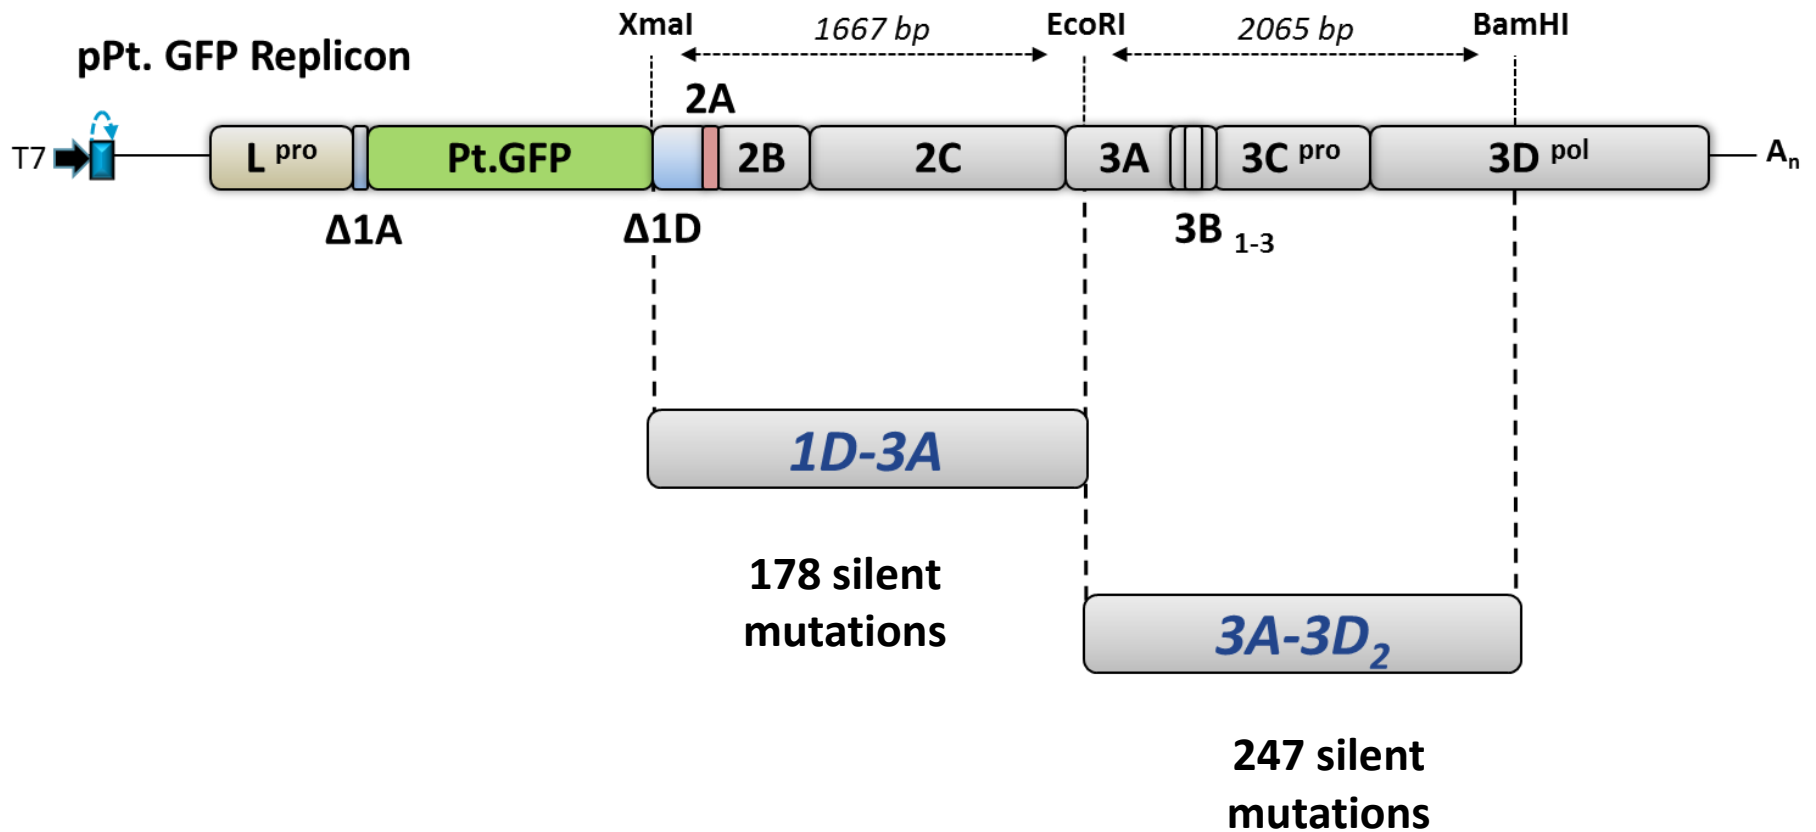 XmaI
1667 bp
EcoRI
2065 bp
BamHI
pPt. GFP Replicon
2A
T7
L pro
Pt.GFP
2B
2C
3A
3C pro
3D pol
An
Δ1A
Δ1D
3B 1-3
1D-3A
178 silent
mutations
3A-3D2
247 silent
mutations